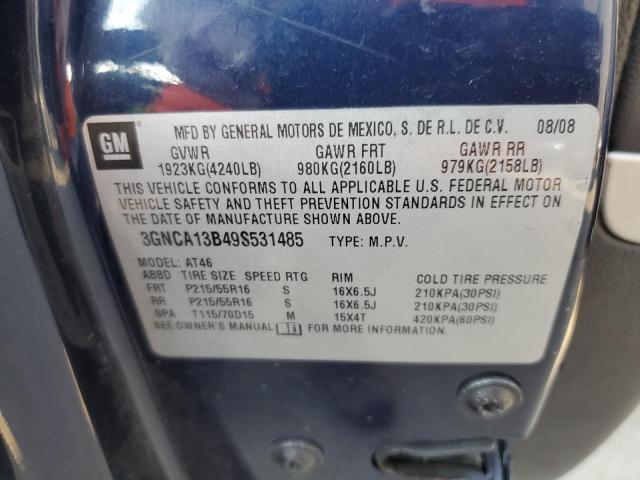 GM
MFD BY GENERAL MOTORS DE MEXICO, S. DE R.L. DE C.V. 08/08
GVWR GAWR FRT GAWR RR
1923KG(4240LB) 980KG(2160LB) 979KG(2158LB)
THIS VEHICLE CONFORMS TO ALL APPLICABLE U.S. FEDERAL MOTOR
VEHICLE SAFETY AND THEFT PREVENTION STANDARDS IN EFFECT ON
THE DATE OF MANUFACTURE SHOWN ABOVE.
3GNCA13B49S531485 TYPE: M.P.V.
MODEL: AT46
ABBD TIRE SIZE SPEED RTG RIM COLD TIRE PRESSURE
FRT P215/55R16 S 16X6.5J 210KPA(30PSI)
RR P215/55R16 S 16X6.5J 210KPA(30PSI)
SPA T115/70D15 M 15X4T 420KPA(60PSI)
SEE OWNER'S MANUAL FOR MORE INFORMATION.